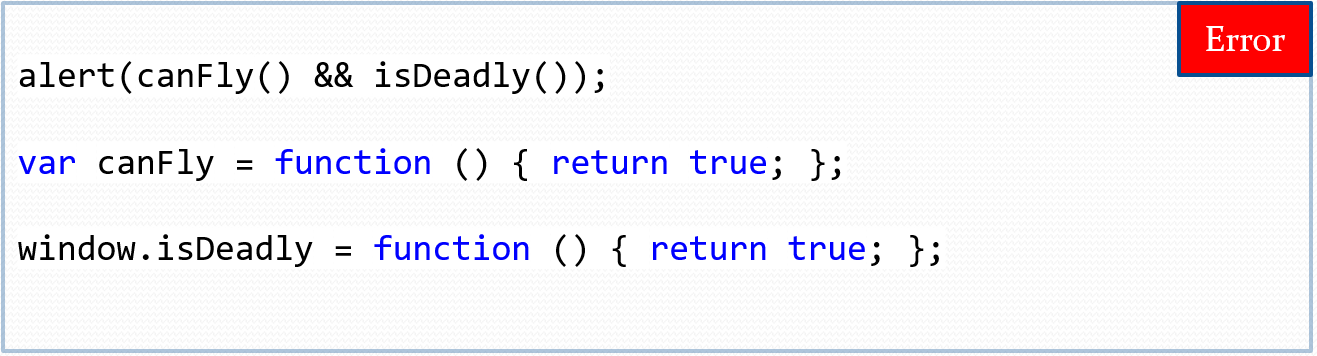 Error
alert(canFly() && isDeadly());
var canFly = function () { return true; };
window.isDeadly = function () { return true; };